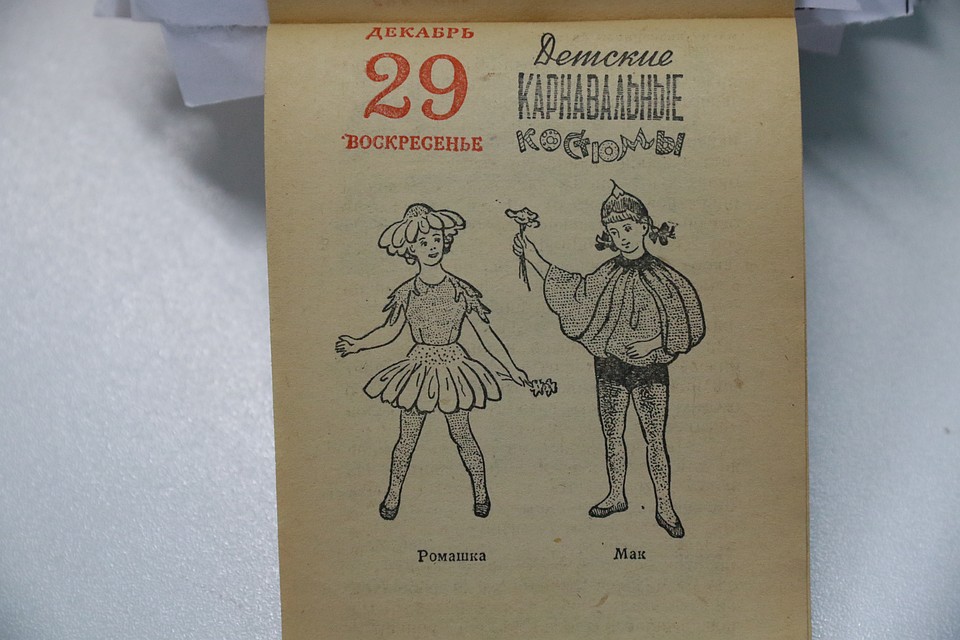 ДЕКАБРЬ
29
ВОСКРЕСЕНЬЕ
Детские
КАРНАВАЛЬНЫЕ
КОСТЮМЫ
Ромашка
Мак